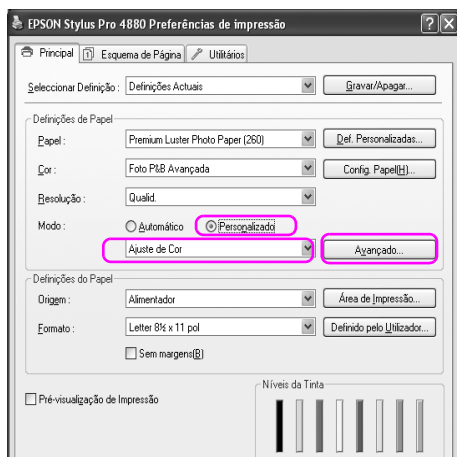 EPSON Stylus Pro 4880 Preferências de impressão
Principal Esquema de Página Utilitários
Seleccionar Definição : Definições Actuais Gravar/Apagar...
Definições de Papel
Papel : Premium Luster Photo Paper (260) Def. Personalizadas...
Cor : Foto P&B Avançada Config. Papel(H)...
Resolução : Qualid.
Modo : Automático Personalizado
Ajuste de Cor Avançado...
Definições do Papel
Origem : Alimentador Área de Impressão...
Formato : Letter 8½ x 11 pol Definido pelo Utilizador...
Sem margens(B)
Pré-visualização de Impressão
Níveis da Tinta